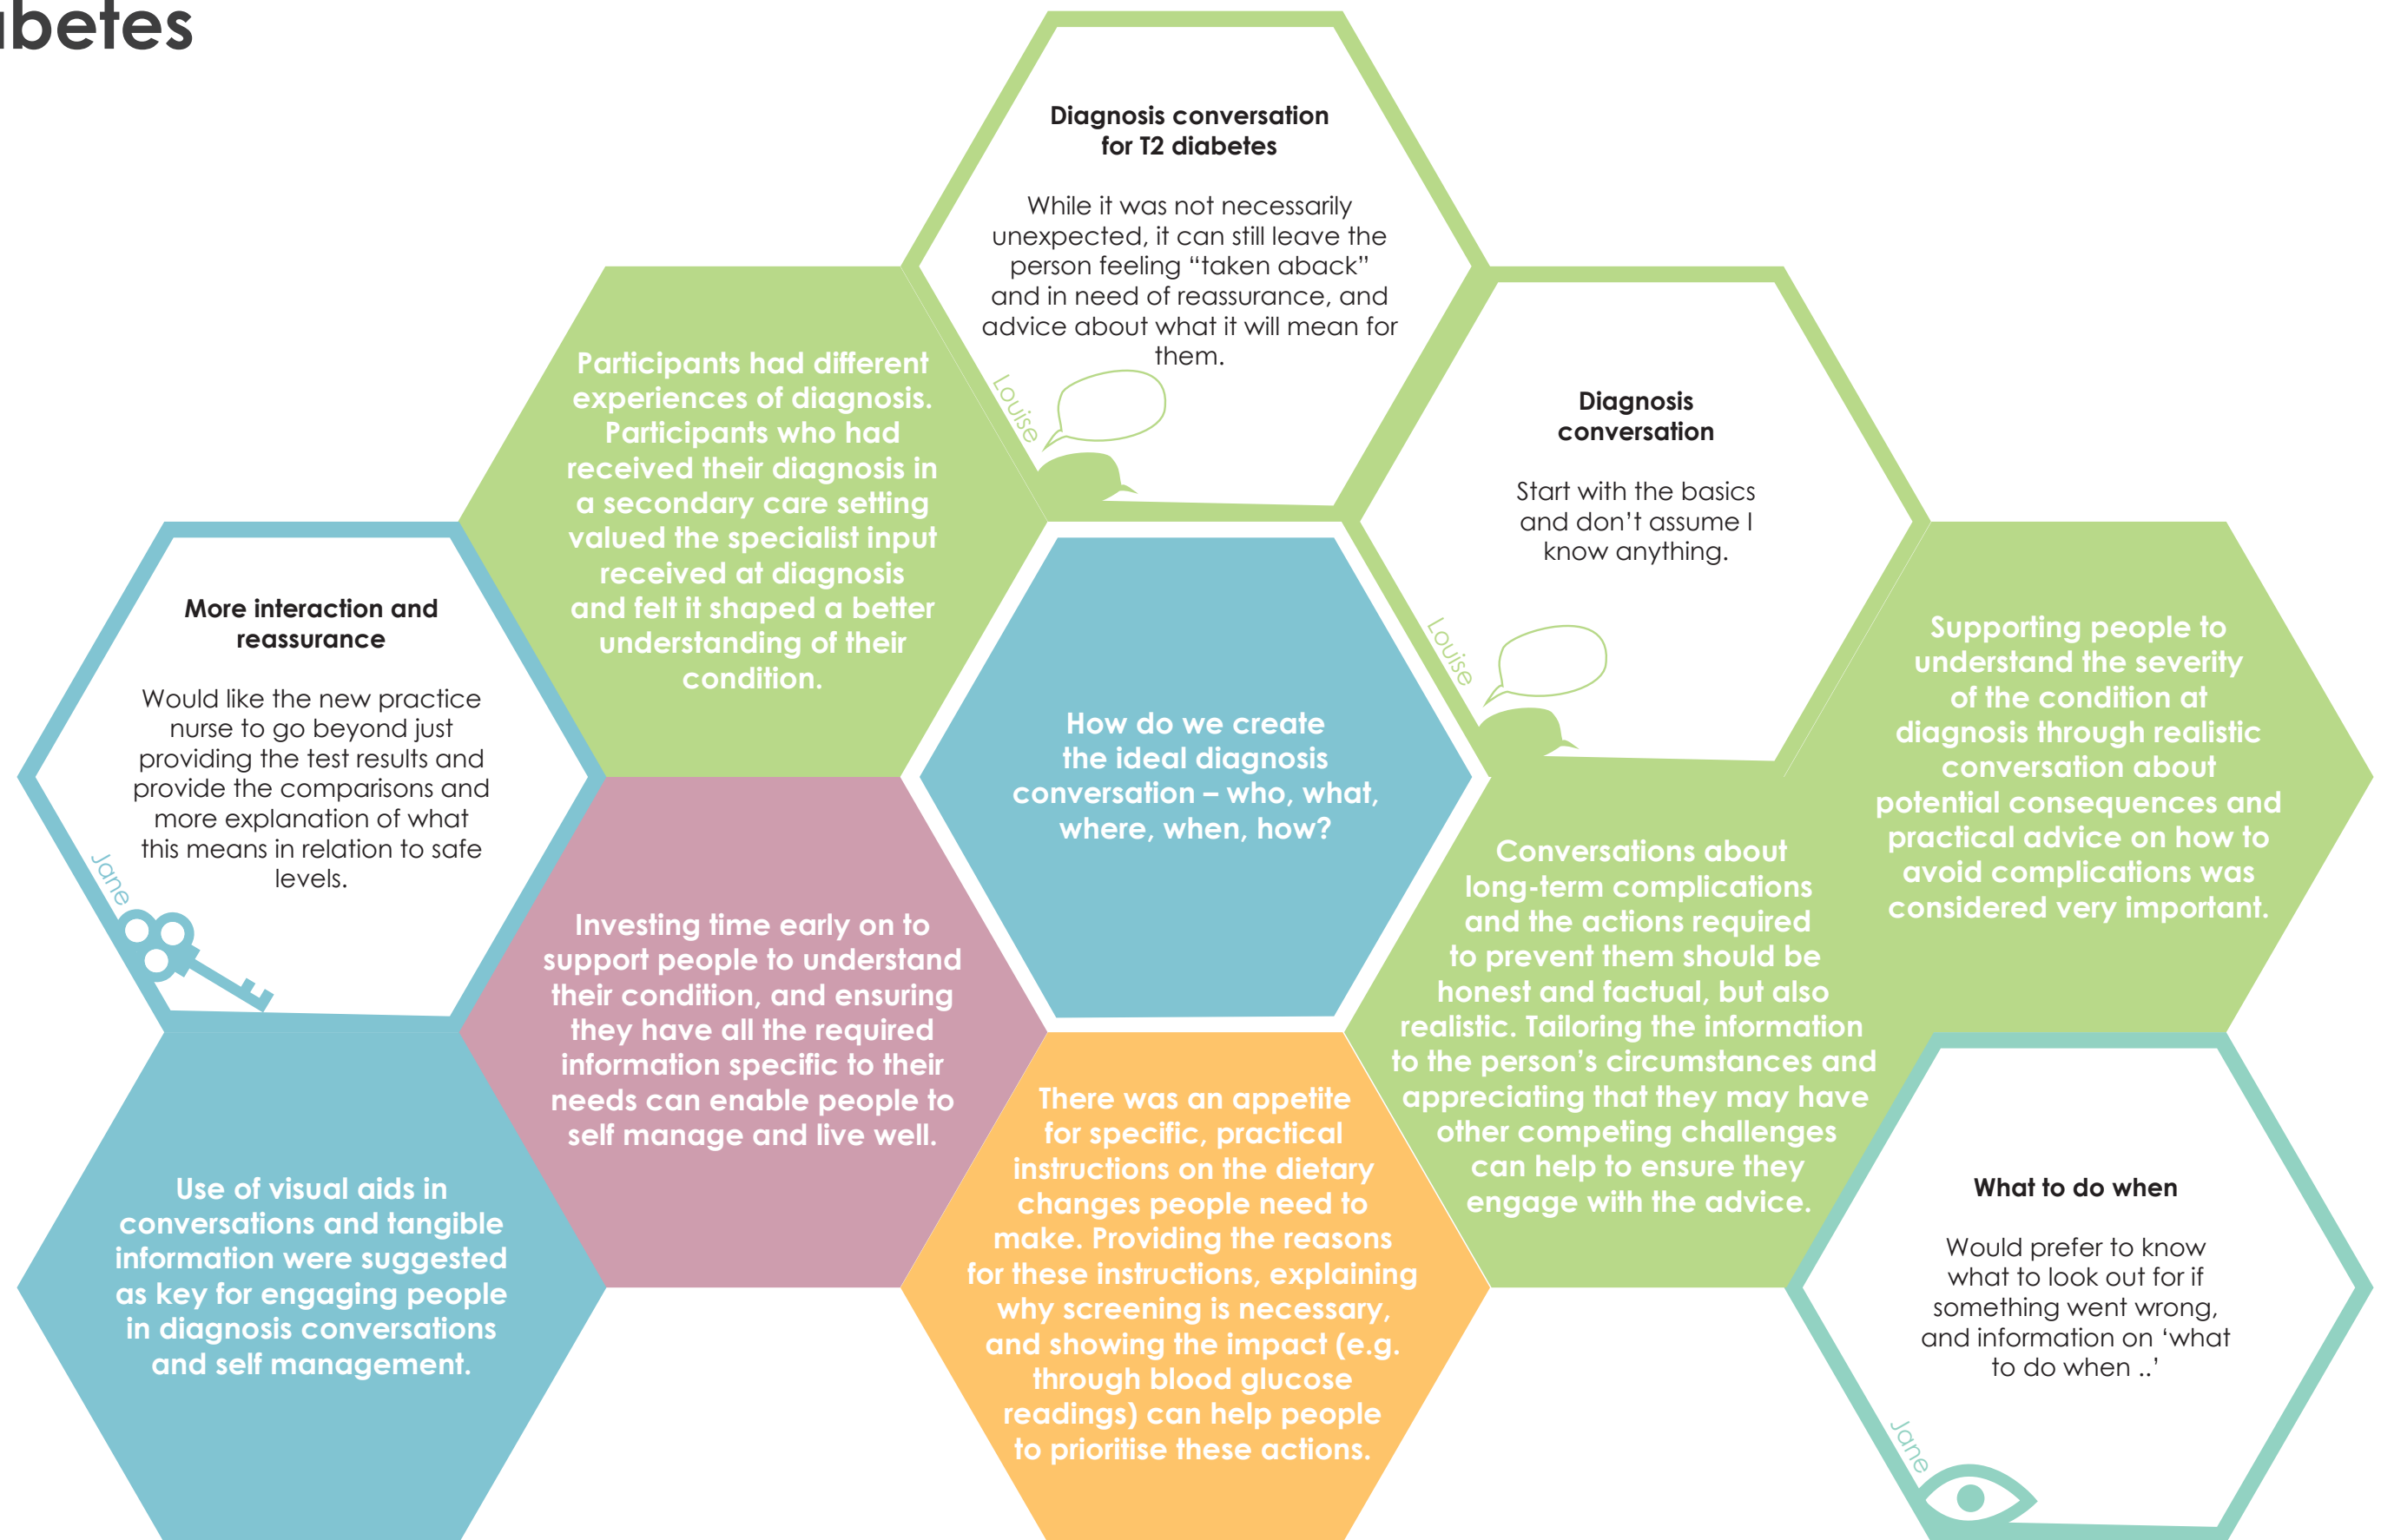 betes
Diagnosis conversation
for T2 diabetes
While it was not necessarily
unexpected, it can still leave the
person feeling “taken aback”
and in need of reassurance, and
advice about what it will mean for
them.
Louise
Participants had different
experiences of diagnosis.
Participants who had
received their diagnosis in
a secondary care setting
valued the specialist input
received at diagnosis
and felt it shaped a better
understanding of their
condition.
Diagnosis
conversation
Start with the basics
and don’t assume I
know anything.
Louise
More interaction and
reassurance
Would like the new practice
nurse to go beyond just
providing the test results and
provide the comparisons and
more explanation of what
this means in relation to safe
levels.
Jane
How do we create
the ideal diagnosis
conversation – who, what,
where, when, how?
Supporting people to
understand the severity
of the condition at
diagnosis through realistic
conversation about
potential consequences and
practical advice on how to
avoid complications was
considered very important.
Investing time early on to
support people to understand
their condition, and ensuring
they have all the required
information specific to their
needs can enable people to
self manage and live well.
Conversations about
long-term complications
and the actions required
to prevent them should be
honest and factual, but also
realistic. Tailoring the information
to the person’s circumstances and
appreciating that they may have
other competing challenges
can help to ensure they
engage with the advice.
Use of visual aids in
conversations and tangible
information were suggested
as key for engaging people
in diagnosis conversations
and self management.
There was an appetite
for specific, practical
instructions on the dietary
changes people need to
make. Providing the reasons
for these instructions, explaining
why screening is necessary,
and showing the impact (e.g.
through blood glucose
readings) can help people
to prioritise these actions.
What to do when
Would prefer to know
what to look out for if
something went wrong,
and information on ‘what
to do when ..’
Jane